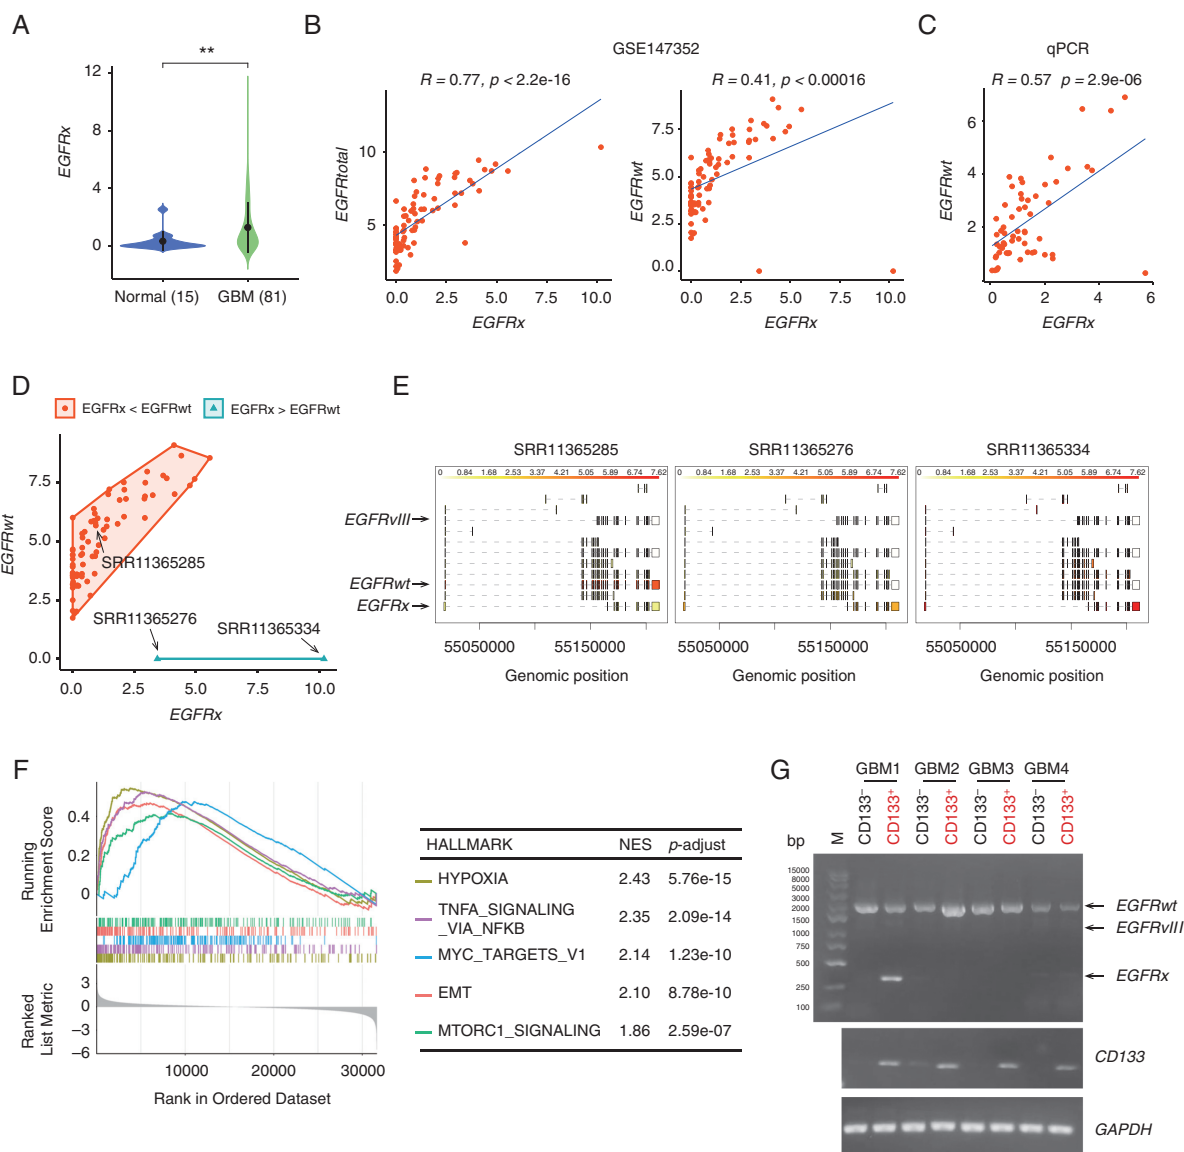 A
EGFRx
12
8
4
0
**
Normal (15)
GBM (81)
B
GSE147352
R = 0.77, p < 2.2e-16
EGFRtotal
10
5
0.0 2.5 5.0 7.5 10.0
EGFRx
R = 0.41, p < 0.00016
EGFRwt
7.5
5.0
2.5
0.0
0.0 2.5 5.0 7.5 10.0
EGFRx
C
qPCR
R = 0.57 p = 2.9e-06
EGFRwt
6
4
2
0 2 4 6
EGFRx
D
EGFRx < EGFRwt
EGFRx > EGFRwt
EGFRwt
7.5
5.0
2.5
0.0
SRR11365285
SRR11365276
SRR11365334
0.0 2.5 5.0 7.5 10.0
EGFRx
E
SRR11365285
SRR11365276
SRR11365334
0 0.84 1.68 2.53 3.37 4.21 5.05 5.89 6.74 7.62
0 0.84 1.68 2.53 3.37 4.21 5.05 5.89 6.74 7.62
0 0.84 1.68 2.53 3.37 4.21 5.05 5.89 6.74 7.62
EGFRvIII
EGFRwt
EGFRx
55050000 55150000
55050000 55150000
55050000 55150000
Genomic position
Genomic position
Genomic position
F
Running
Enrichment Score
0.4
0.2
0
Ranked
List Metric
3
0
−3
−6
10000 20000 30000
Rank in Ordered Dataset
HALLMARK NES p-adjust
HYPOXIA 2.43 5.76e-15
TNFA_SIGNALING
_VIA_NFKB 2.35 2.09e-14
MYC_TARGETS_V1 2.14 1.23e-10
EMT 2.10 8.78e-10
MTORC1_SIGNALING 1.86 2.59e-07
G
GBM1 GBM2 GBM3 GBM4
bp
M
CD133−
CD133+
CD133−
CD133+
CD133−
CD133+
CD133−
CD133+
15000
8000
5000
3000
2000
1500
1000
750
500
250
100
EGFRwt
EGFRvIII
EGFRx
CD133
GAPDH